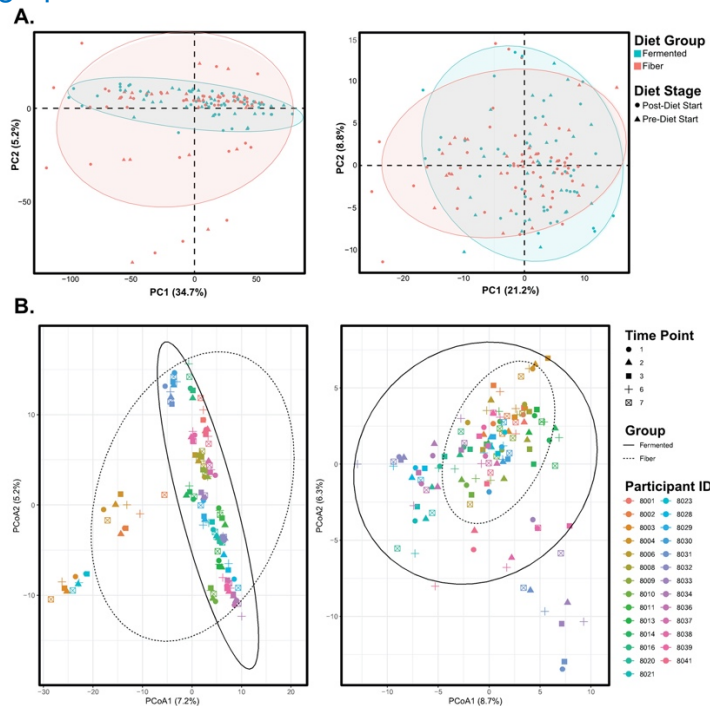 A.
0
-50
PC2 (5.2%)
-100
-50
0
50
PC1 (34.7%)
15
10
5
0
-5
-10
PC2 (8.8%)
-20
-10
0
10
PC1 (21.2%)
Diet Group
Fermented
Fiber
Diet Stage
Post-Diet Start
Pre-Diet Start
B.
10
0
-10
PCoA2 (6.2%)
-30
-20
-10
0
10
20
PCoA1 (7.2%)
5
0
-5
-10
PCoA2 (6.3%)
-10
-5
0
5
10
PCoA1 (8.7%)
Time Point
1
2
3
6
7
Group
Fermented
Fiber
Participant ID
8001 8023
8002 8028
8003 8029
8004 8030
8006 8031
8008 8032
8009 8033
8010 8034
8011 8036
8013 8037
8014 8038
8016 8039
8020 8041
8021